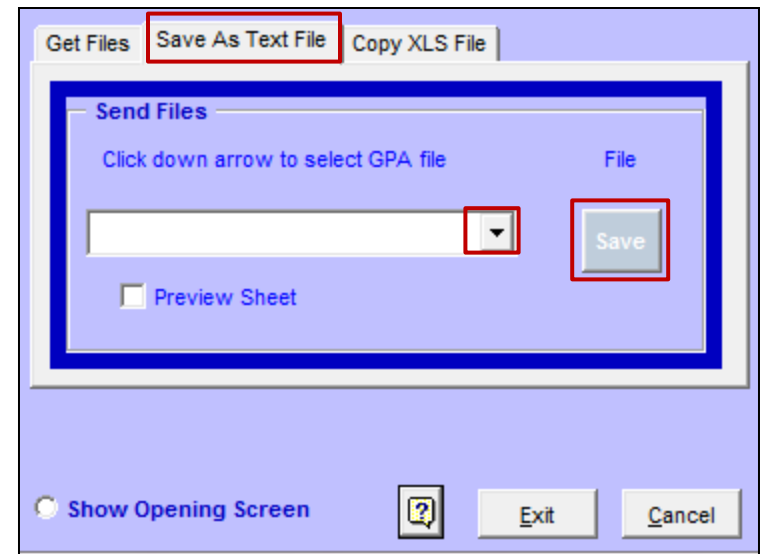 Get Files Save As Text File Copy XLS File
Send Files
Click down arrow to select GPA file File
Save
Preview Sheet
Show Opening Screen ? Exit Cancel